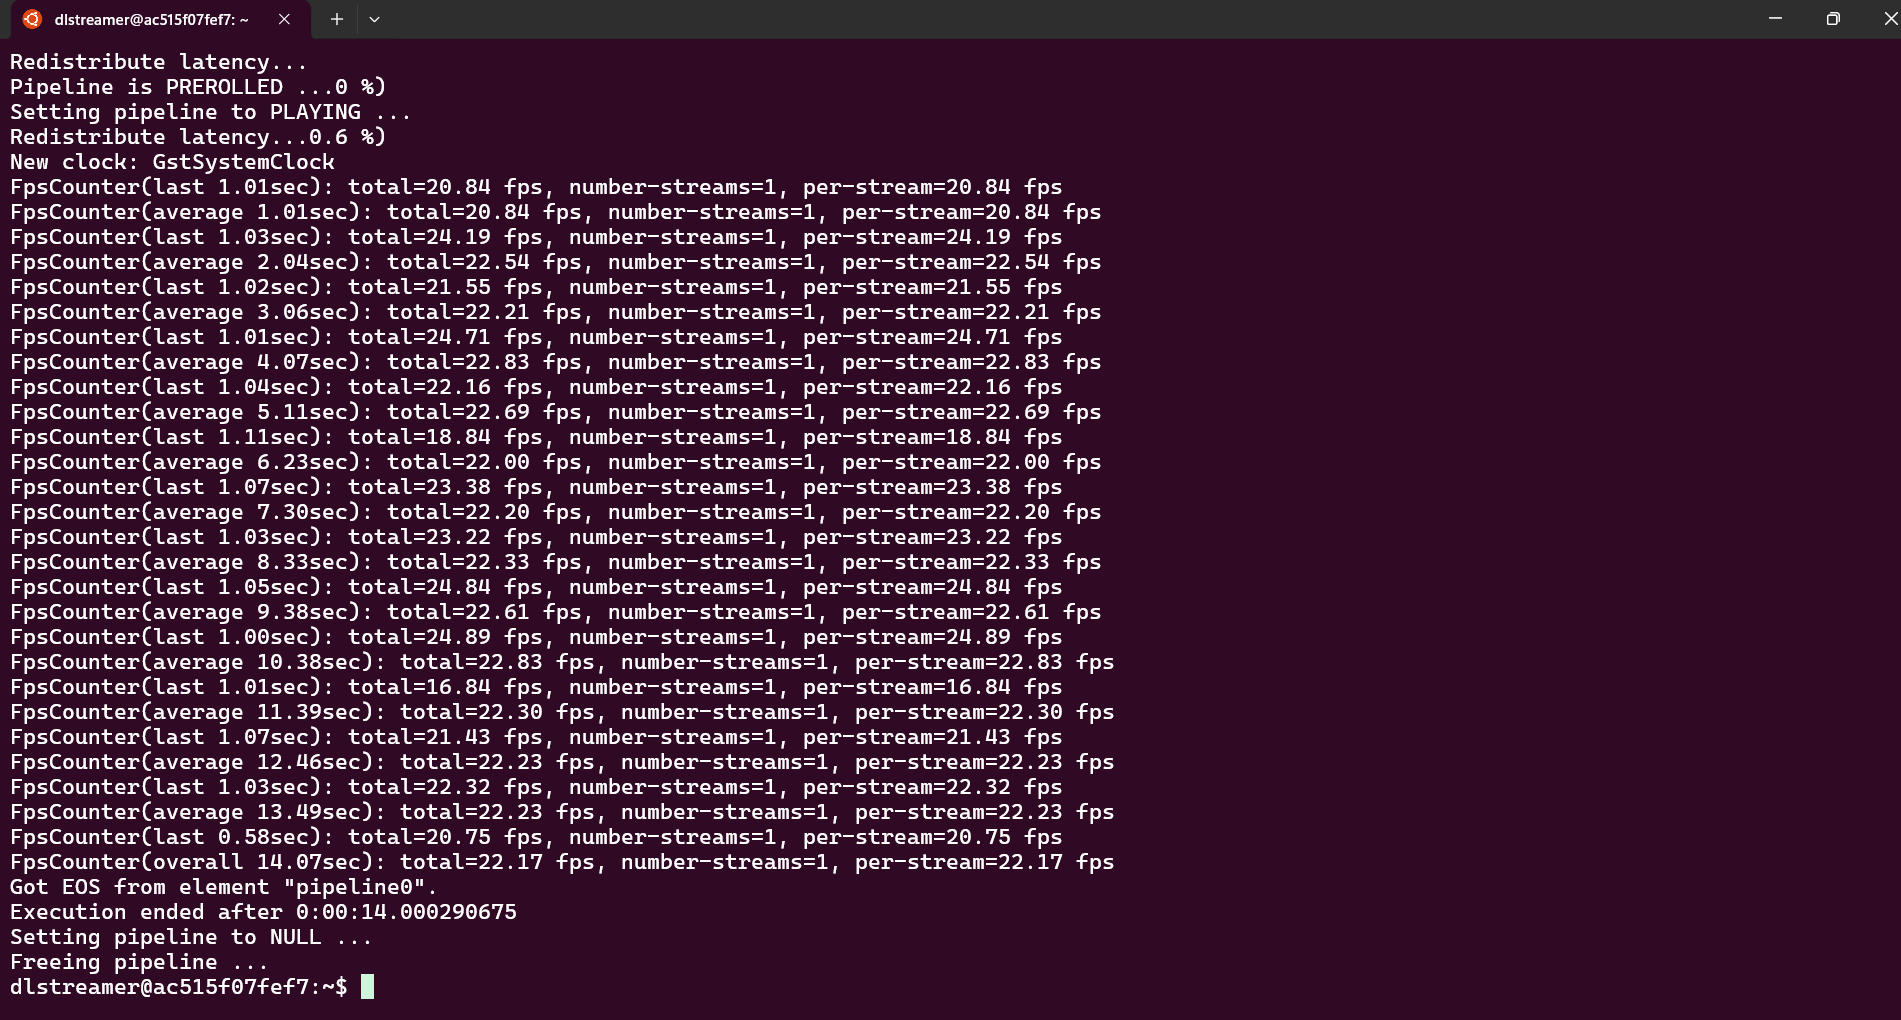 dlstreamer@ac515f07fef7: ~
Redistribute latency...
Pipeline is PREROLLED ...0 %)
Setting pipeline to PLAYING ...
Redistribute latency...0.6 %)
New clock: GstSystemClock
FpsCounter(last 1.01sec): total=20.84 fps, number-streams=1, per-stream=20.84 fps
FpsCounter(average 1.01sec): total=20.84 fps, number-streams=1, per-stream=20.84 fps
FpsCounter(last 1.03sec): total=24.19 fps, number-streams=1, per-stream=24.19 fps
FpsCounter(average 2.04sec): total=22.54 fps, number-streams=1, per-stream=22.54 fps
FpsCounter(last 1.02sec): total=21.55 fps, number-streams=1, per-stream=21.55 fps
FpsCounter(average 3.06sec): total=22.21 fps, number-streams=1, per-stream=22.21 fps
FpsCounter(last 1.01sec): total=24.71 fps, number-streams=1, per-stream=24.71 fps
FpsCounter(average 4.07sec): total=22.83 fps, number-streams=1, per-stream=22.83 fps
FpsCounter(last 1.04sec): total=22.16 fps, number-streams=1, per-stream=22.16 fps
FpsCounter(average 5.11sec): total=22.69 fps, number-streams=1, per-stream=22.69 fps
FpsCounter(last 1.11sec): total=18.84 fps, number-streams=1, per-stream=18.84 fps
FpsCounter(average 6.23sec): total=22.00 fps, number-streams=1, per-stream=22.00 fps
FpsCounter(last 1.07sec): total=23.38 fps, number-streams=1, per-stream=23.38 fps
FpsCounter(average 7.30sec): total=22.20 fps, number-streams=1, per-stream=22.20 fps
FpsCounter(last 1.03sec): total=23.22 fps, number-streams=1, per-stream=23.22 fps
FpsCounter(average 8.33sec): total=22.33 fps, number-streams=1, per-stream=22.33 fps
FpsCounter(last 1.05sec): total=24.84 fps, number-streams=1, per-stream=24.84 fps
FpsCounter(average 9.38sec): total=22.61 fps, number-streams=1, per-stream=22.61 fps
FpsCounter(last 1.00sec): total=24.89 fps, number-streams=1, per-stream=24.89 fps
FpsCounter(average 10.38sec): total=22.83 fps, number-streams=1, per-stream=22.83 fps
FpsCounter(last 1.01sec): total=16.84 fps, number-streams=1, per-stream=16.84 fps
FpsCounter(average 11.39sec): total=22.30 fps, number-streams=1, per-stream=22.30 fps
FpsCounter(last 1.07sec): total=21.43 fps, number-streams=1, per-stream=21.43 fps
FpsCounter(average 12.46sec): total=22.23 fps, number-streams=1, per-stream=22.23 fps
FpsCounter(last 1.03sec): total=22.32 fps, number-streams=1, per-stream=22.32 fps
FpsCounter(average 13.49sec): total=22.23 fps, number-streams=1, per-stream=22.23 fps
FpsCounter(last 0.58sec): total=20.75 fps, number-streams=1, per-stream=20.75 fps
FpsCounter(overall 14.07sec): total=22.17 fps, number-streams=1, per-stream=22.17 fps
Got EOS from element "pipeline0".
Execution ended after 0:00:14.000290675
Setting pipeline to NULL ...
Freeing pipeline ...
dlstreamer@ac515f07fef7:~$